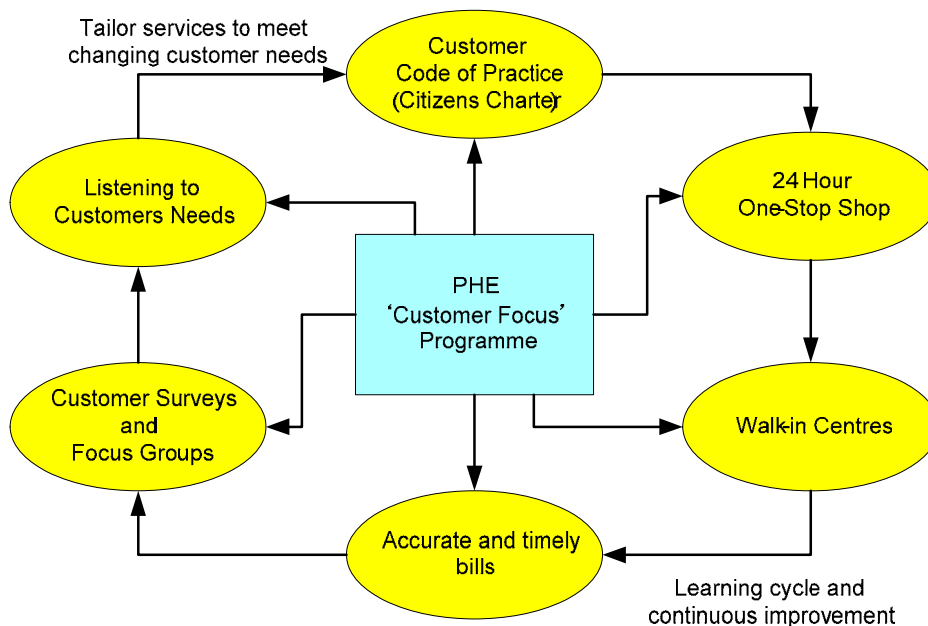 Tailor services to meet
changing customer needs
Customer
Code of Practice
(Citizens Charter)
Listening to
Customers Needs
24 Hour
One-Stop Shop
PHE
‘Customer Focus’
Programme
Customer Surveys
and
Focus Groups
Walk-in Centres
Accurate and timely
bills
Learning cycle and
continuous improvement